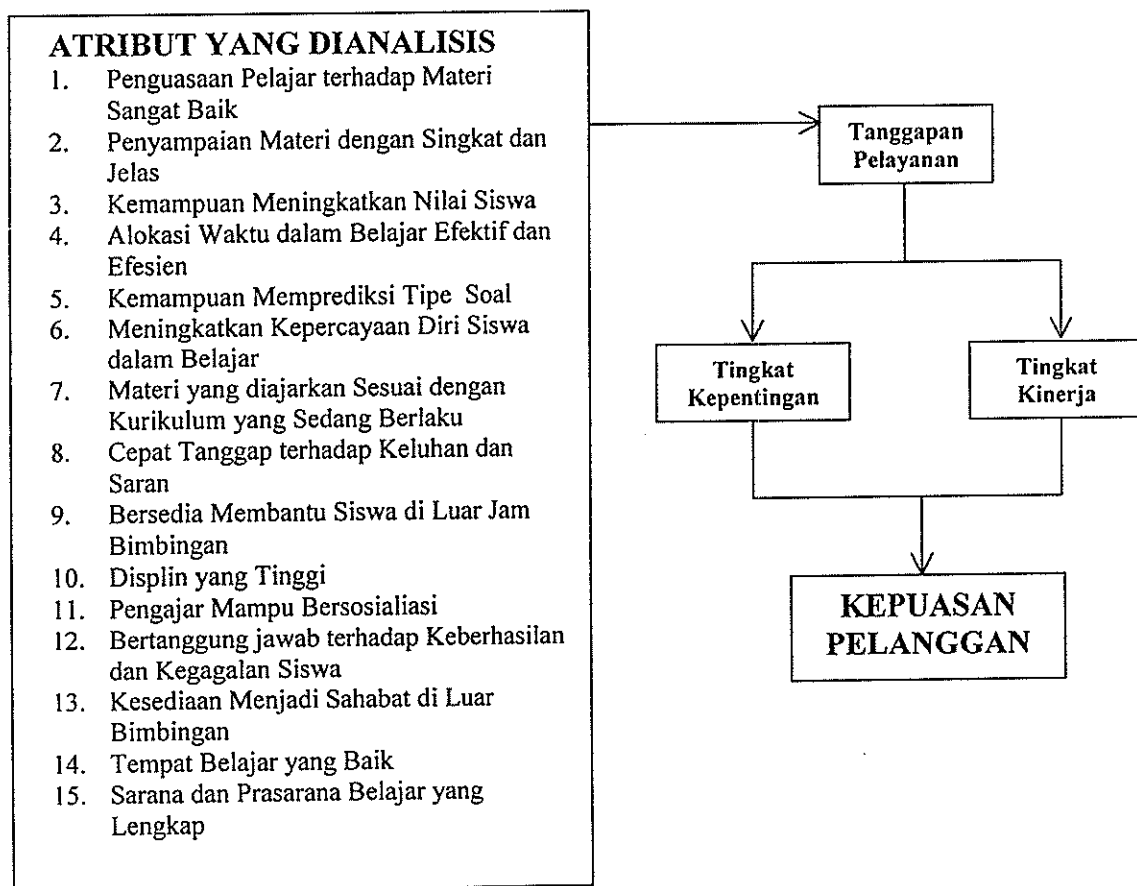 ATRIBUT YANG DIANALISIS
1. Penguasaan Pelajar terhadap Materi
Sangat Baik
2. Penyampaian Materi dengan Singkat dan
Jelas
3. Kemampuan Meningkatkan Nilai Siswa
4. Alokasi Waktu dalam Belajar Efektif dan
Efesien
5. Kemampuan Memprediksi Tipe Soal
6. Meningkatkan Kepercayaan Diri Siswa
dalam Belajar
7. Materi yang diajarkan Sesuai dengan
Kurikulum yang Sedang Berlaku
8. Cepat Tanggap terhadap Keluhan dan
Saran
9. Bersedia Membantu Siswa di Luar Jam
Bimbingan
10. Displin yang Tinggi
11. Pengajar Mampu Bersosialiasi
12. Bertanggung jawab terhadap Keberhasilan
dan Kegagalan Siswa
13. Kesediaan Menjadi Sahabat di Luar
Bimbingan
14. Tempat Belajar yang Baik
15. Sarana dan Prasarana Belajar yang
Lengkap
Tanggapan
Pelayanan
Tingkat
Kepentingan
Tingkat
Kinerja
KEPUASAN
PELANGGAN